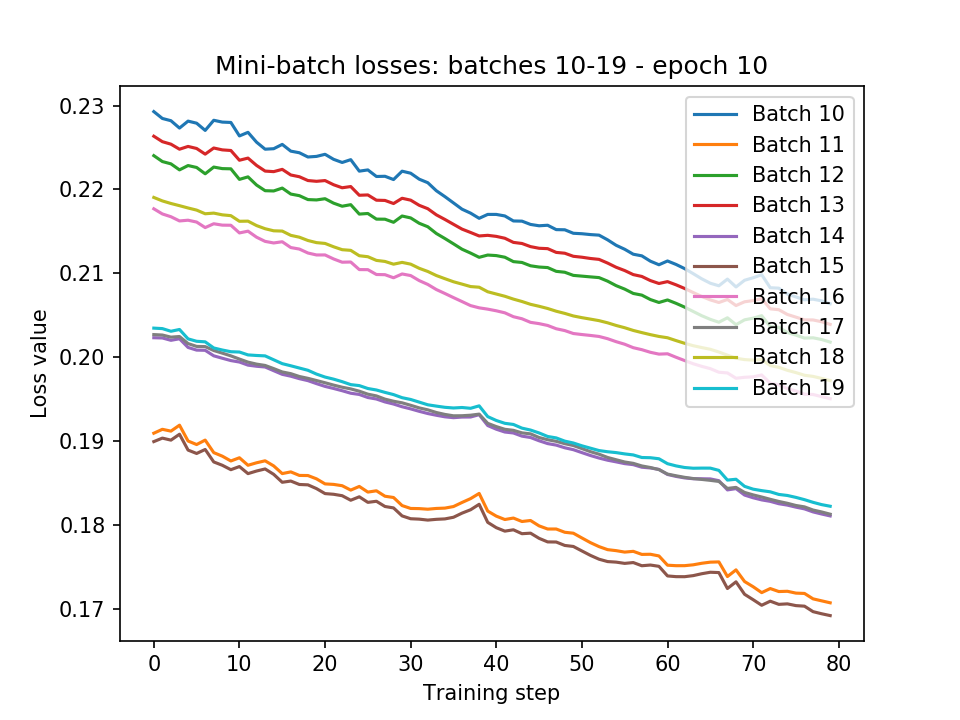 Mini-batch losses: batches 10-19 - epoch 10
Loss value
0.23
0.22
0.21
0.20
0.19
0.18
0.17
Batch 10
Batch 11
Batch 12
Batch 13
Batch 14
Batch 15
Batch 16
Batch 17
Batch 18
Batch 19
0 10 20 30 40 50 60 70 80
Training step